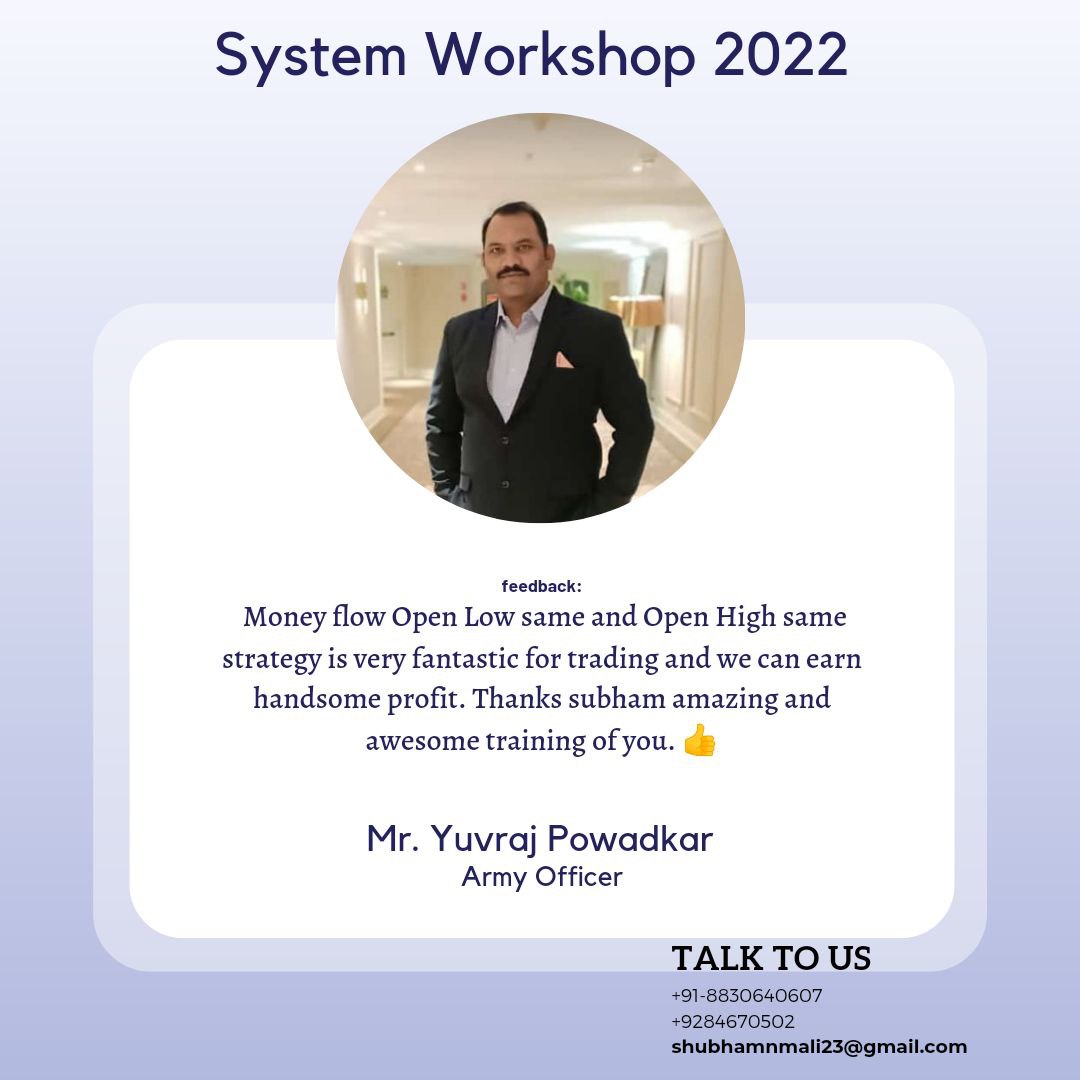 System Workshop 2022
feedback:
Money flow Open Low same and Open High same
strategy is very fantastic for trading and we can earn
handsome profit. Thanks subham amazing and
awesome training of you. 👍
Mr. Yuvraj Powadkar
Army Officer
TALK TO US
+91-8830640607
+9284670502
shubhamnmali23@gmail.com